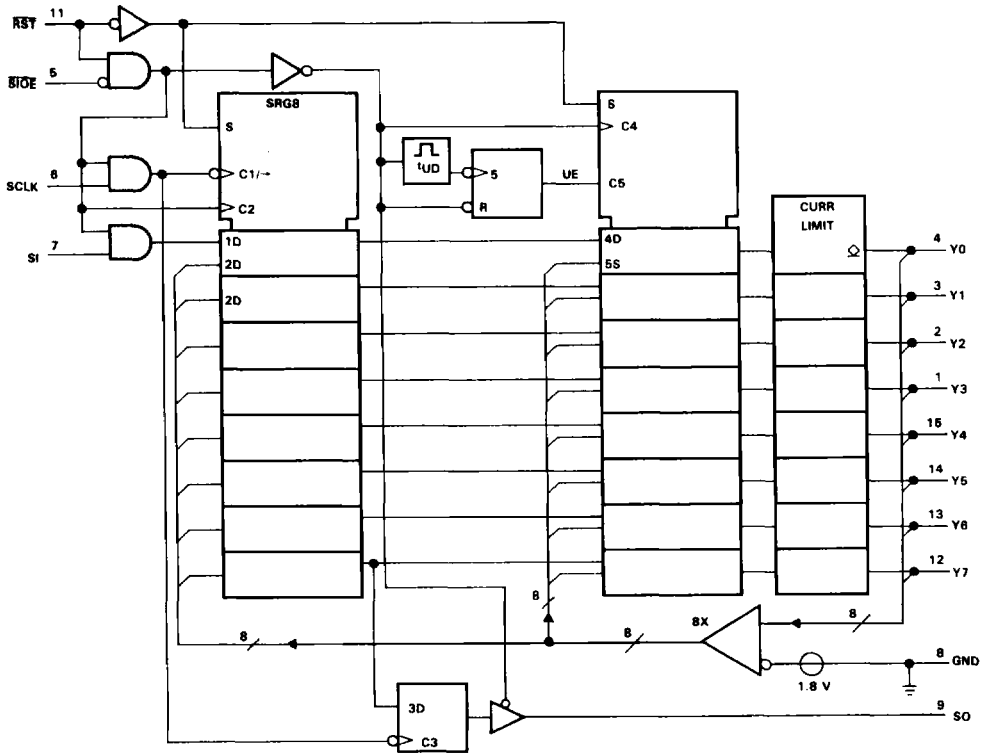 RST 11
SIOE 5
SRG8
S
SCLK 6
C1/→
C2
SI 7
1D
2D
2D
tUD
S
R
UE
S
C4
C5
4D
5S
CURR
LIMIT
4 Y0
3 Y1
2 Y2
1 Y3
15 Y4
14 Y5
13 Y6
12 Y7
8
8
8
8X
8
1.8 V
8 GND
3D
C3
9 SO